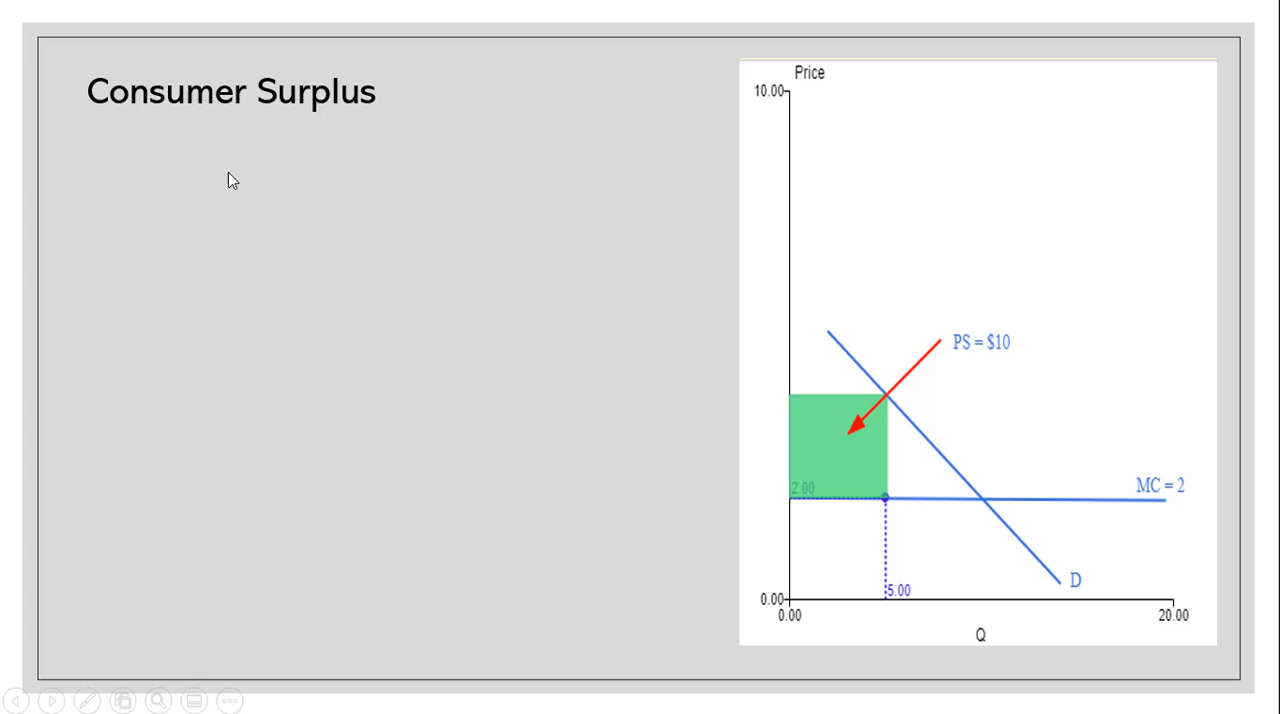 Consumer Surplus
Price
10.00
PS = $10
2.00
MC = 2
5.00
D
0.00
0.00
20.00
Q